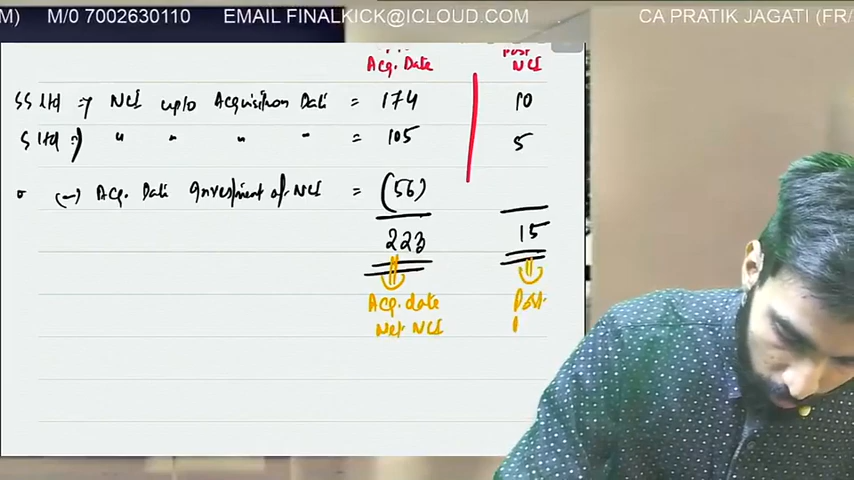 M) M/0 7002630110 EMAIL FINALKICK@ICLOUD.COM CA PRATIK JAGATI (FR/
Acq. Date Post NCI
SS ltd => NCI upto Acquisition Date = 174 10
S ltd => " " " " = 105 5
(-) Acq. Date Investment of NCI = (56)
223 15
Acq. date Post
Net NCI